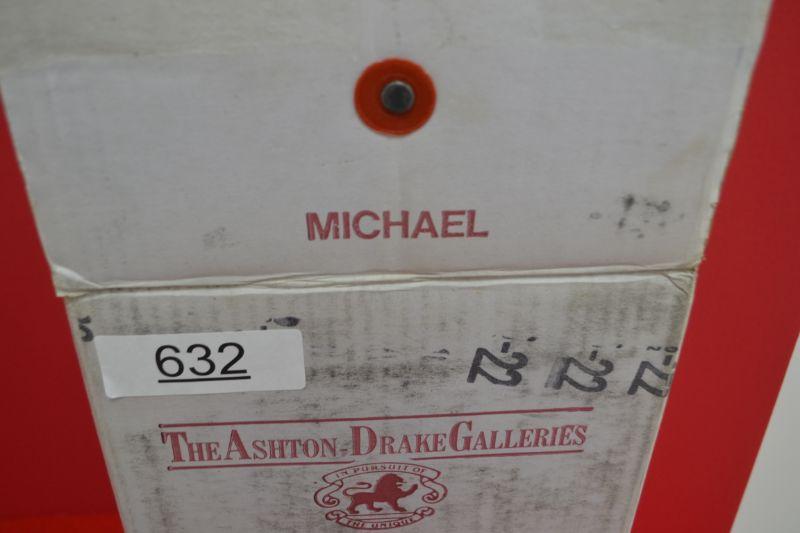 MICHAEL
632
THE ASHTON-DRAKE GALLERIES
IN PURSUIT OF
THE UNIQUE